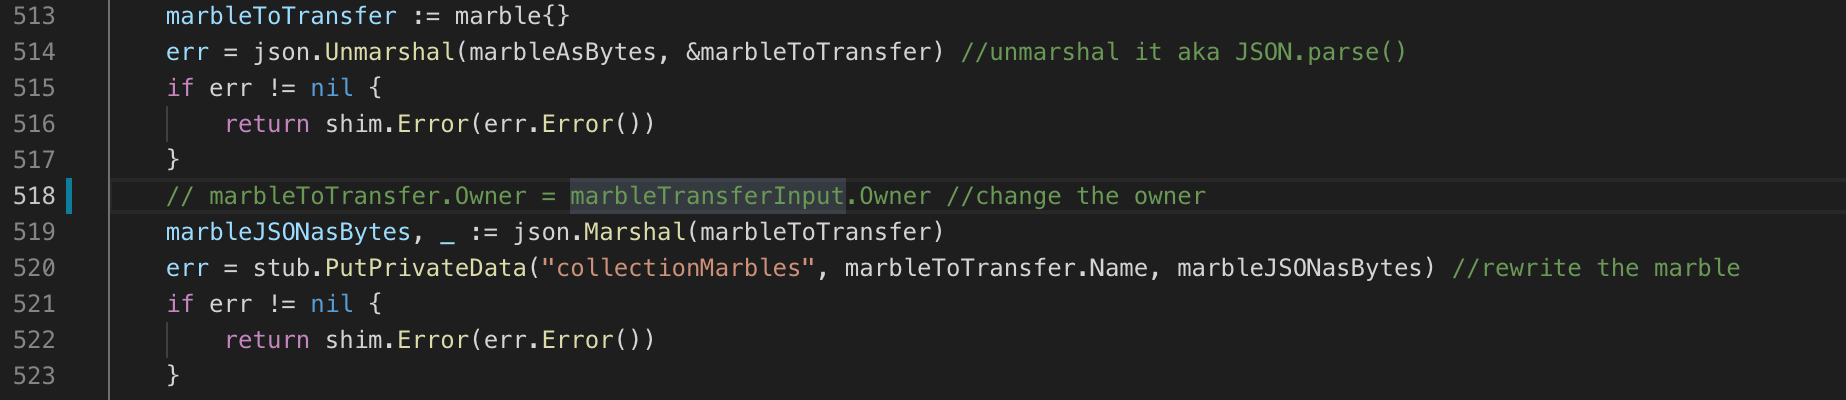 513 marbleToTransfer := marble{}
514 err = json.Unmarshal(marbleAsBytes, &marbleToTransfer) //unmarshal it aka JSON.parse()
515 if err != nil {
516 return shim.Error(err.Error())
517 }
518 // marbleToTransfer.Owner = marbleTransferInput.Owner //change the owner
519 marbleJSONasBytes, _ := json.Marshal(marbleToTransfer)
520 err = stub.PutPrivateData("collectionMarbles", marbleToTransfer.Name, marbleJSONasBytes) //rewrite the marble
521 if err != nil {
522 return shim.Error(err.Error())
523 }